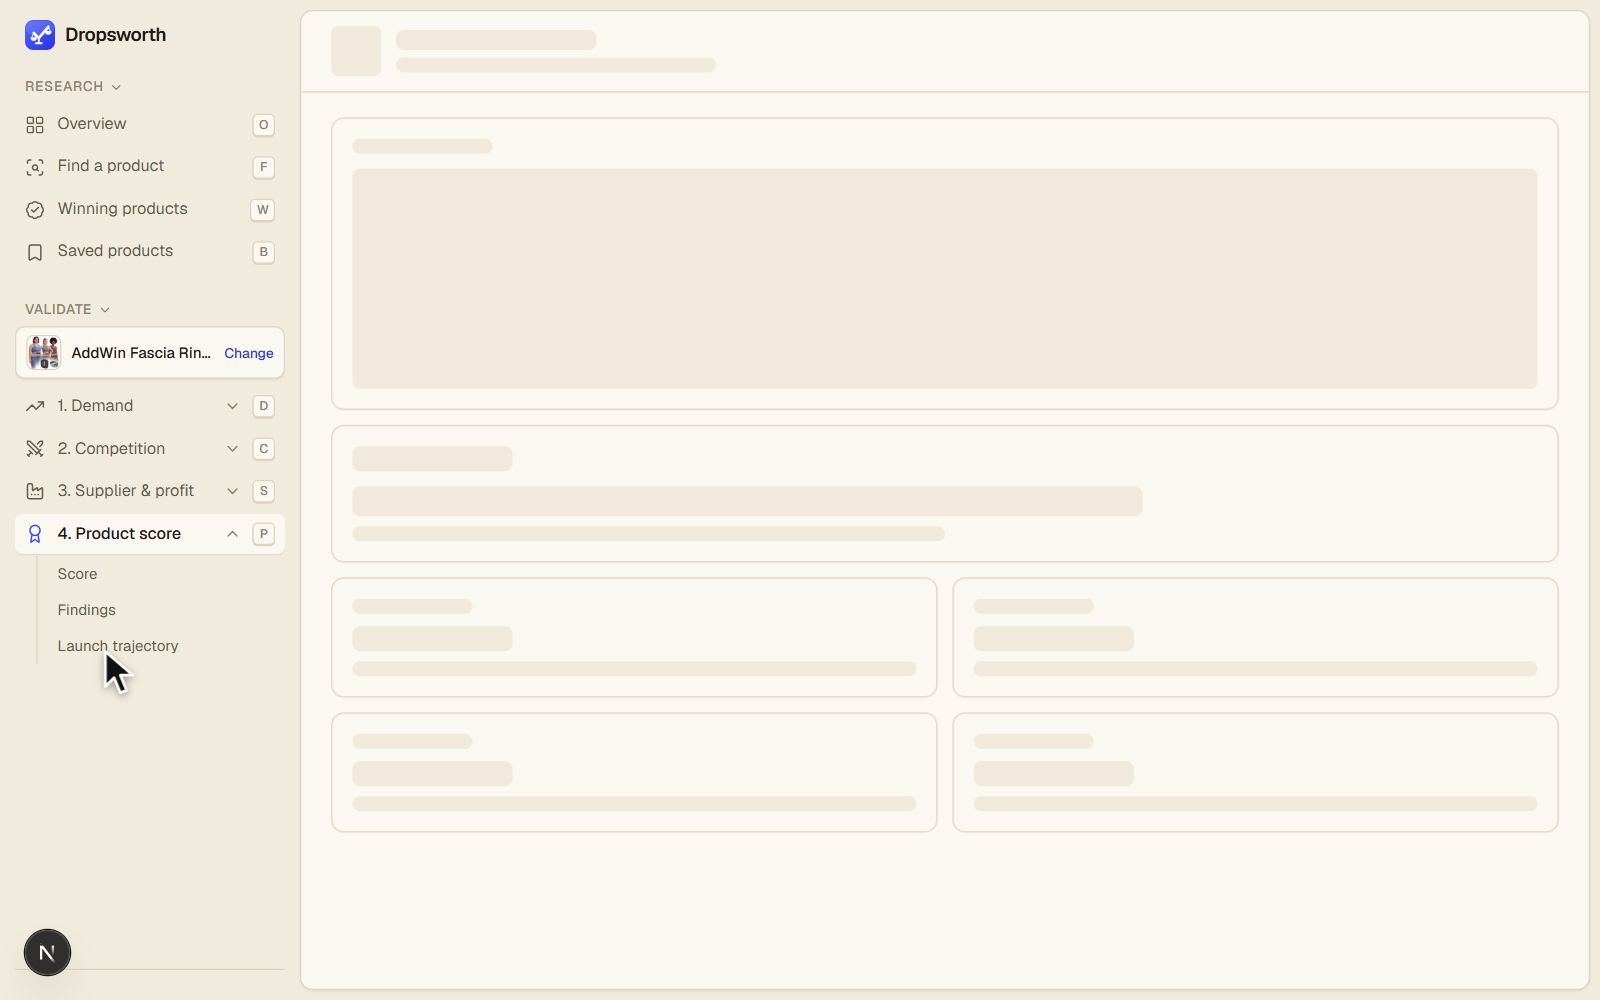 Dropsworth
RESEARCH
Overview O
Find a product F
Winning products W
Saved products B
VALIDATE
AddWin Fascia Rin... Change
1. Demand D
2. Competition C
3. Supplier & profit S
4. Product score P
Score
Findings
Launch trajectory
N